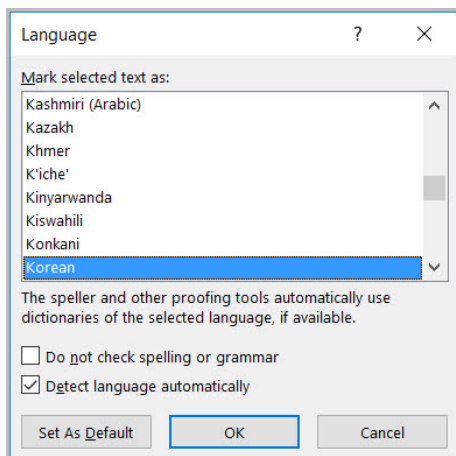 Language
Mark selected text as:
Kashmiri (Arabic)
Kazakh
Khmer
K'iche'
Kinyarwanda
Kiswahili
Konkani
Korean
The speller and other proofing tools automatically use
dictionaries of the selected language, if available.
Do not check spelling or grammar
Detect language automatically
Set As Default OK Cancel